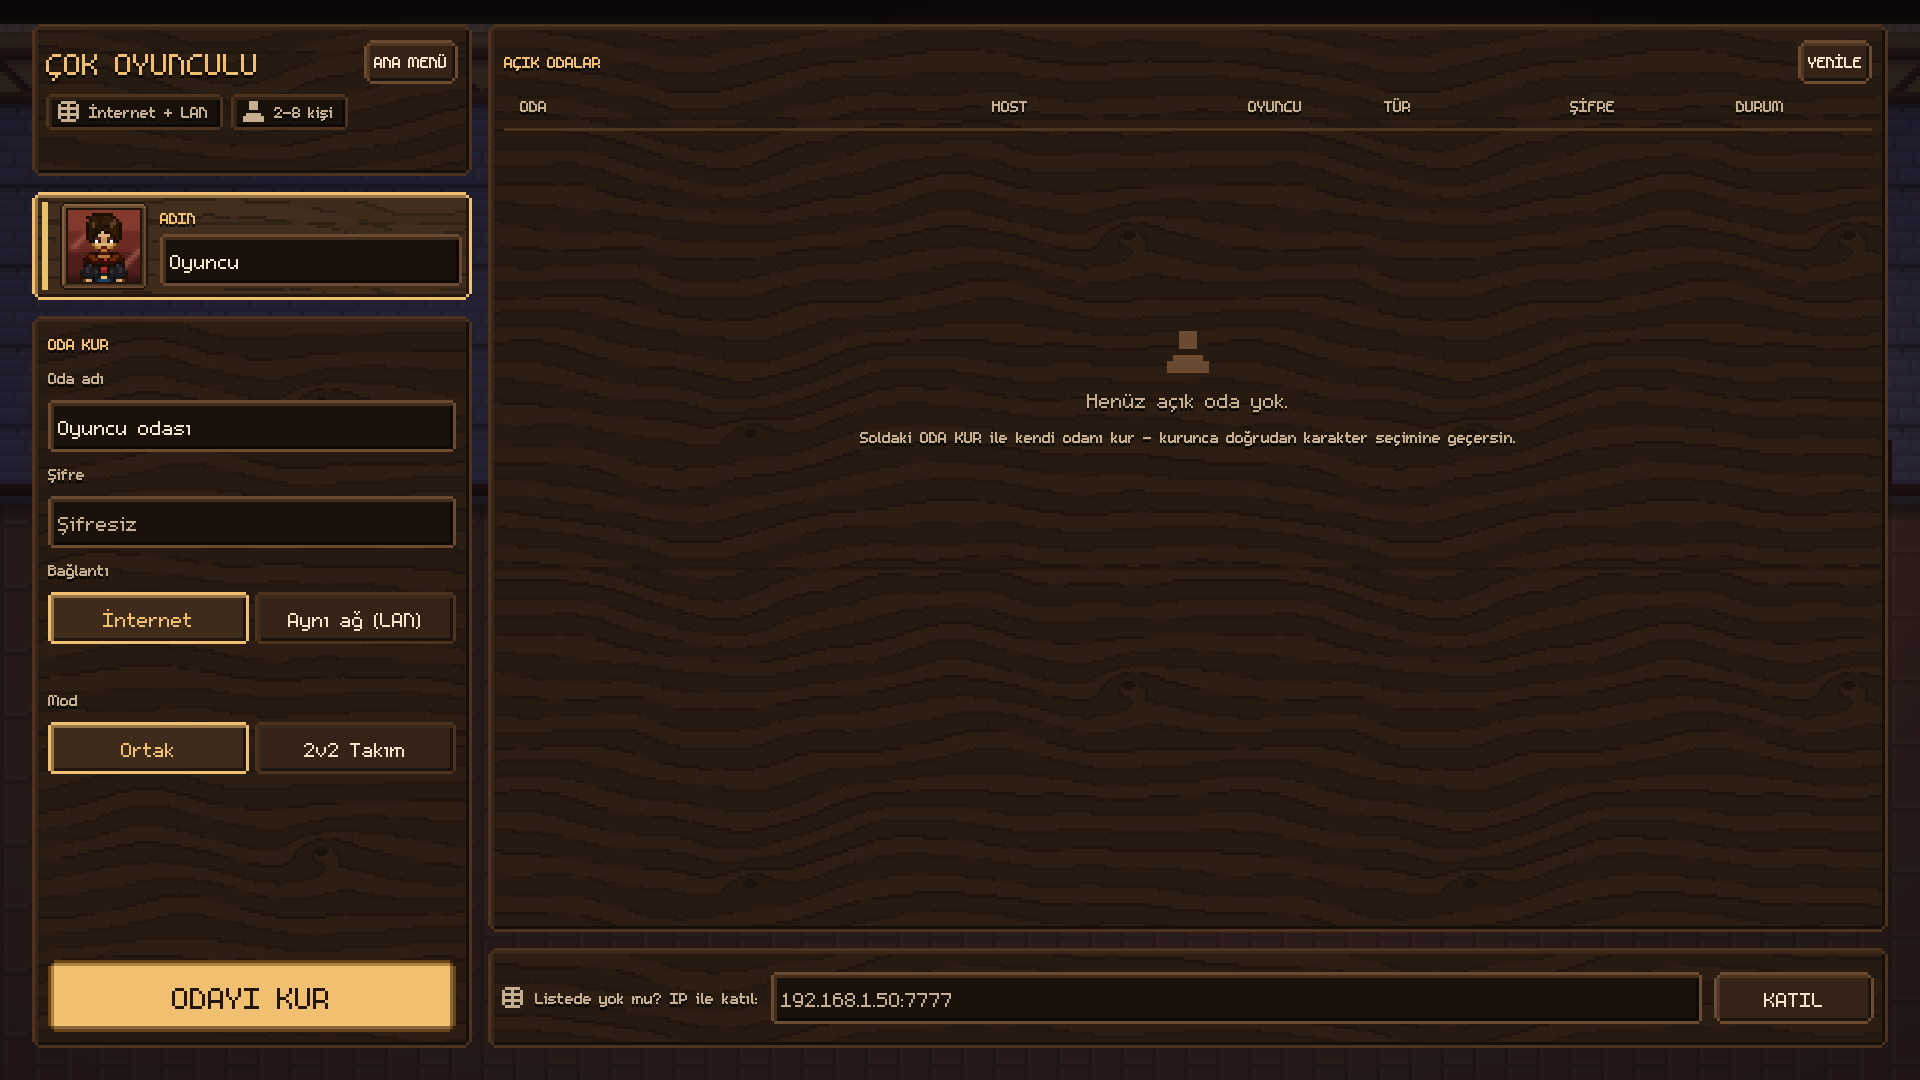 ÇOK OYUNCULU
ANA MENÜ
İnternet + LAN
2-8 kişi
ADIN
Oyuncu
ODA KUR
Oda adı
Oyuncu odası
Şifre
Şifresiz
Bağlantı
İnternet
Aynı ağ (LAN)
Mod
Ortak
2v2 Takım
ODAYI KUR
AÇIK ODALAR
YENİLE
ODA HOST OYUNCU TÜR ŞİFRE DURUM
Henüz açık oda yok.
Soldaki ODA KUR ile kendi odanı kur – kurunca doğrudan karakter seçimine geçersin.
Listede yok mu? IP ile katıl:
192.168.1.50:7777
KATIL